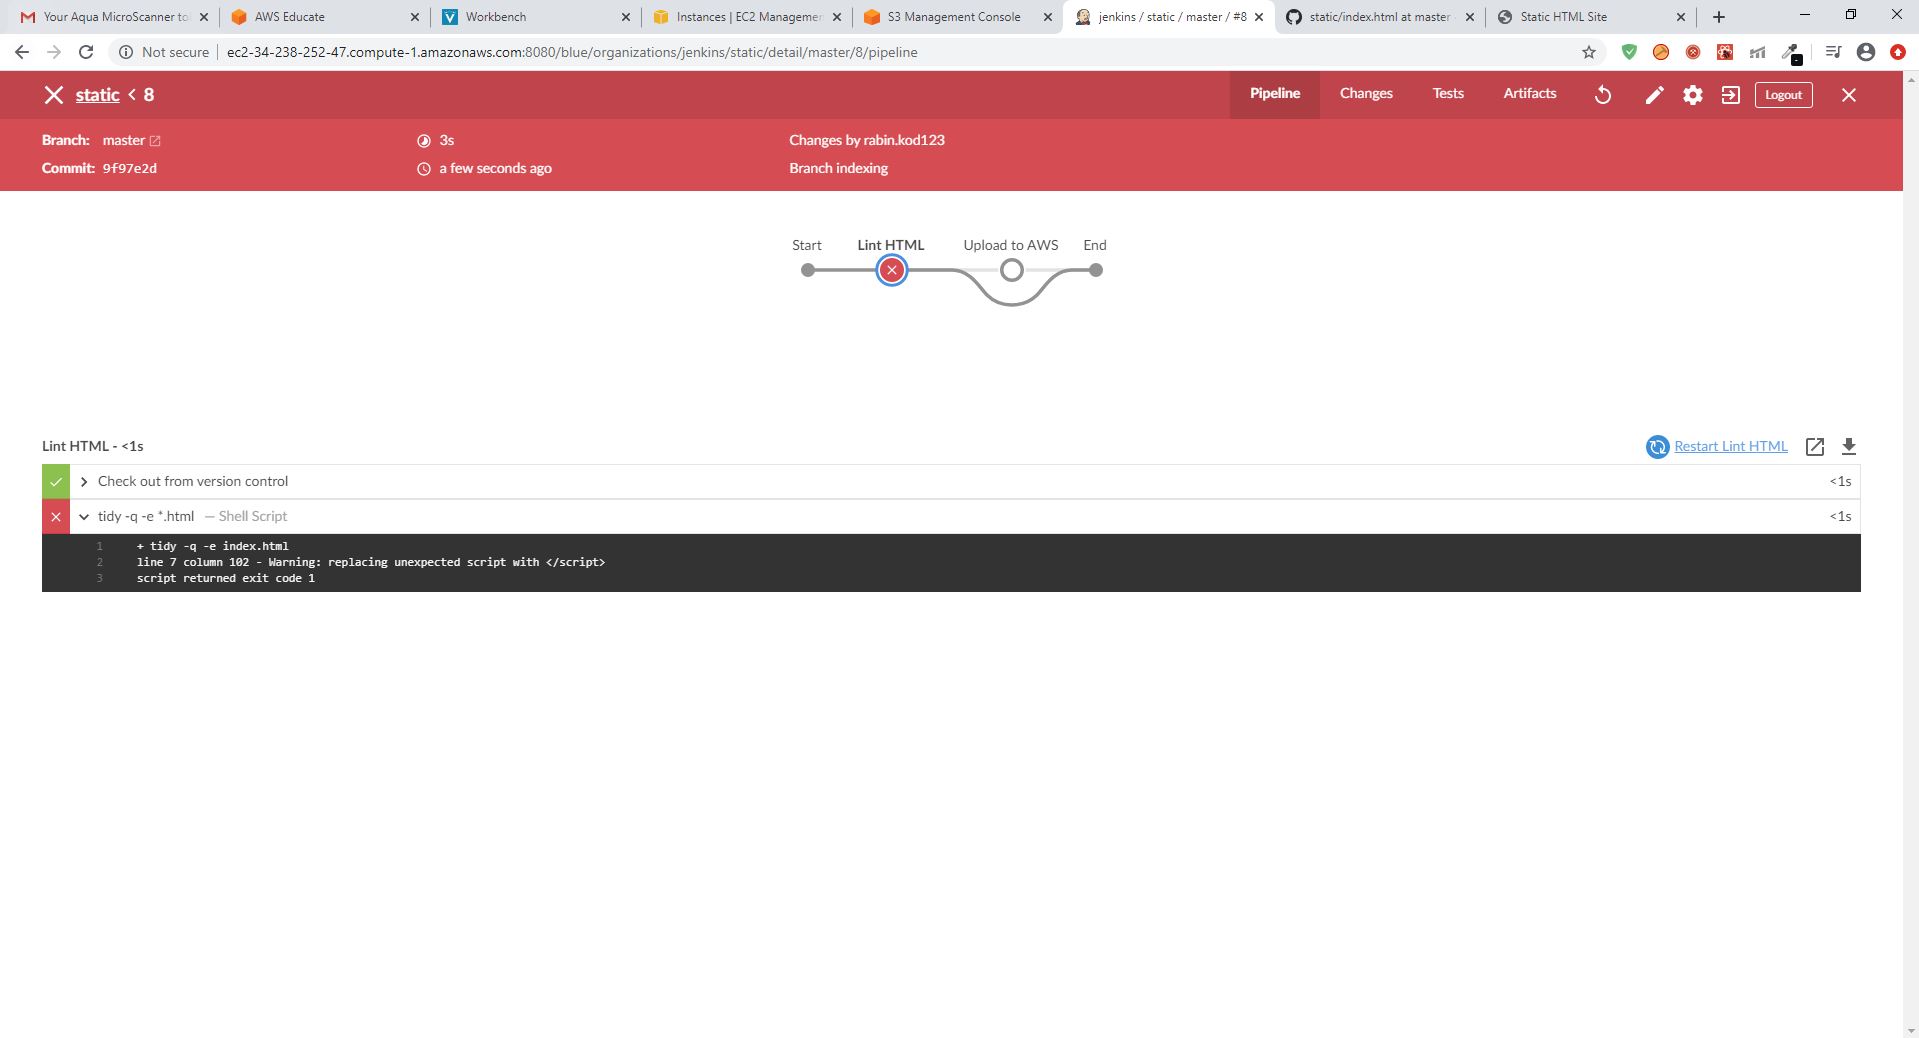 Your Aqua MicroScanner to
AWS Educate
Workbench
Instances | EC2 Managemen
S3 Management Console
jenkins / static / master / #8
static/index.html at master
Static HTML Site
Not secure
ec2-34-238-252-47.compute-1.amazonaws.com:8080/blue/organizations/jenkins/static/detail/master/8/pipeline
static < 8
Pipeline
Changes
Tests
Artifacts
Logout
Branch: master
3s
Changes by rabin.kod123
Commit: 9f97e2d
a few seconds ago
Branch indexing
Start
Lint HTML
Upload to AWS
End
Lint HTML - <1s
Restart Lint HTML
Check out from version control
<1s
tidy -q -e *.html — Shell Script
<1s
1 + tidy -q -e index.html
2 line 7 column 102 - Warning: replacing unexpected script with </script>
3 script returned exit code 1